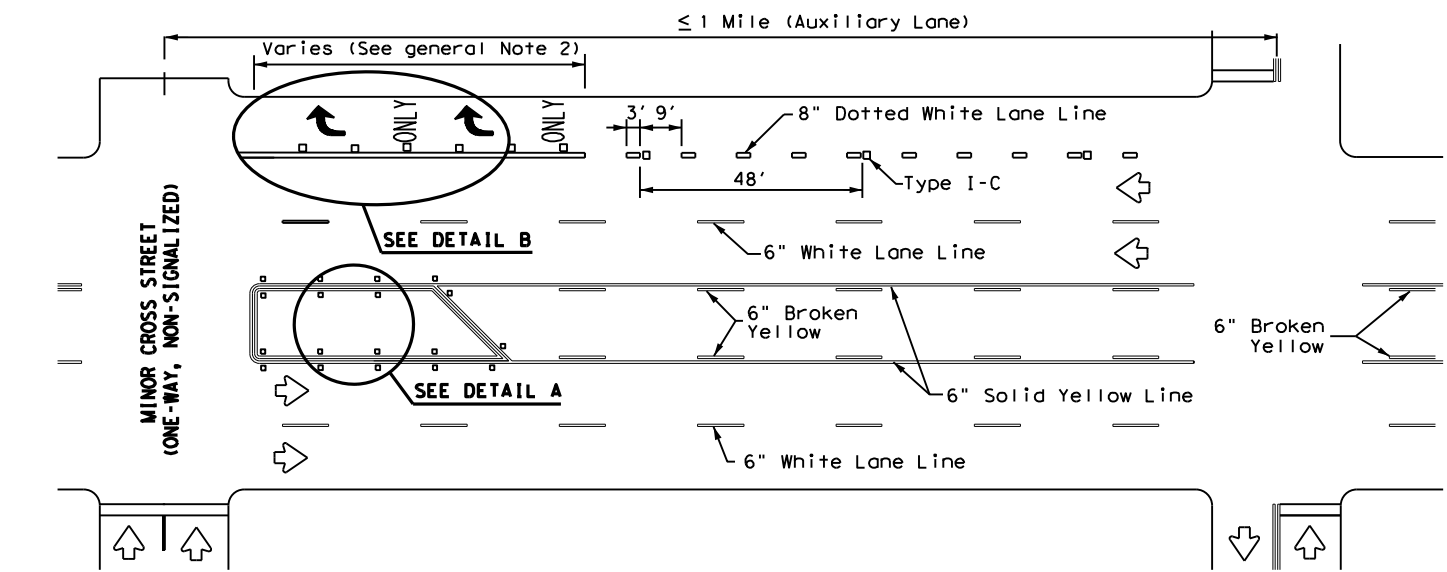 ≤ 1 Mile (Auxiliary Lane)
Varies (See general Note 2)
ONLY
ONLY
3' 9'
8" Dotted White Lane Line
48'
Type I-C
SEE DETAIL B
6" White Lane Line
MINOR CROSS STREET
(ONE-WAY, NON-SIGNALIZED)
6" Broken
Yellow
6" Broken
Yellow
SEE DETAIL A
6" Solid Yellow Line
6" White Lane Line